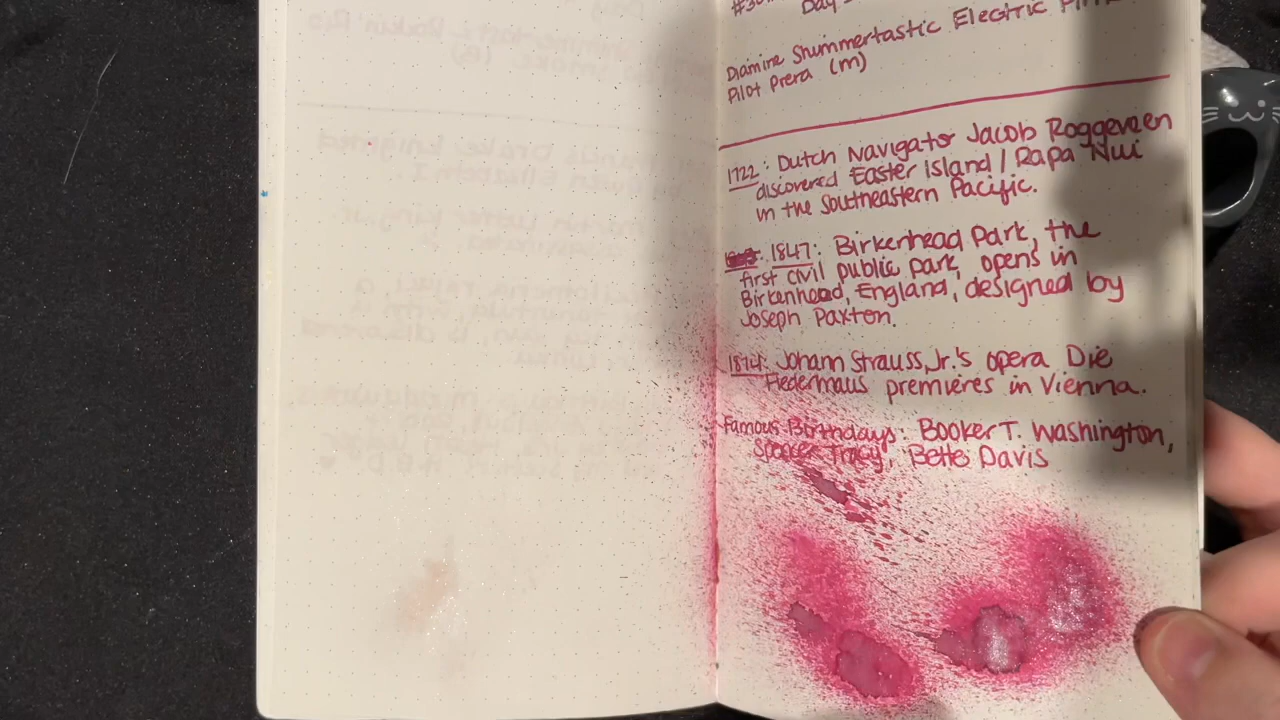 Day
Diamine Shimmertastic Electric Pink
Pilot Prera (m)
1722: Dutch Navigator Jacob Roggeveen
discovered Easter Island / Rapa Nui
in the Southeastern Pacific.
1847: Birkenhead Park, the
first civil public park, opens in
Birkenhead, England, designed by
Joseph Paxton.
1874: Johann Strauss, Jr.'s opera Die
Fledermaus premieres in Vienna.
Famous Birthdays: Booker T. Washington,
Spencer Tracy, Bette Davis